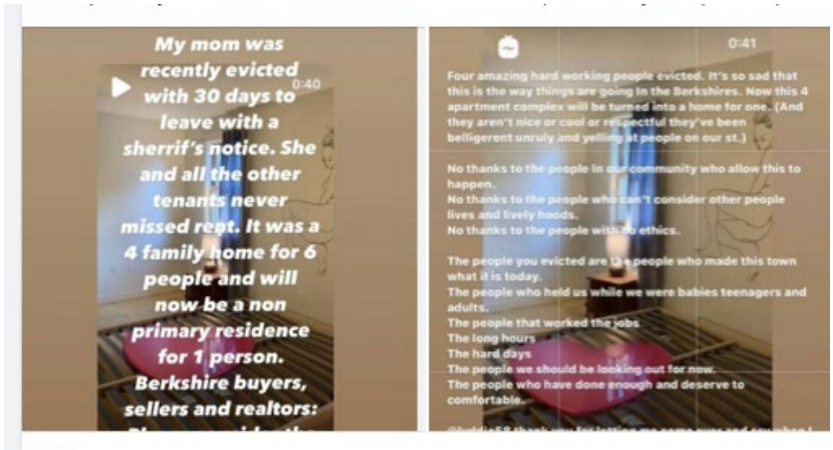 My mom was
recently evicted
0:40
with 30 days to
leave with a
sherrif's notice. She
and all the other
tenants never
missed rent. It was a
4 family home for 6
people and will
now be a non
primary residence
for 1 person.
Berkshire buyers,
sellers and realtors:
0:41
Four amazing hard working people evicted. It's so sad that
this is the way things are going In the Berkshires. Now this 4
apartment complex will be turned into a home for one. (And
they aren't nice or cool or respectful they've been
belligerent unruly and yelling at people on our st.)
No thanks to the people In our community who allow this to
happen.
No thanks to the people who can't consider other people
lives and lively hoods.
No thanks to the people with no ethics.
The people you evicted are the people who made this town
what it is today.
The people who held us while we were babies teenagers and
adults.
The people that worked the jobs
The long hours
The hard days
The people we should be looking out for now.
The people who have done enough and deserve to
comfortable.
thank you for letting me come over and cry when I